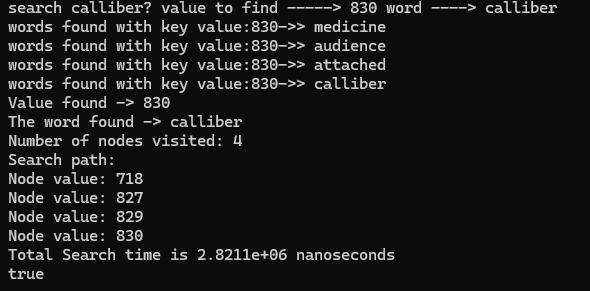 search calliber? value to find -----> 830 word ----> calliber
words found with key value:830->> medicine
words found with key value:830->> audience
words found with key value:830->> attached
words found with key value:830->> calliber
Value found -> 830
The word found -> calliber
Number of nodes visited: 4
Search path:
Node value: 718
Node value: 827
Node value: 829
Node value: 830
Total Search time is 2.8211e+06 nanoseconds
true